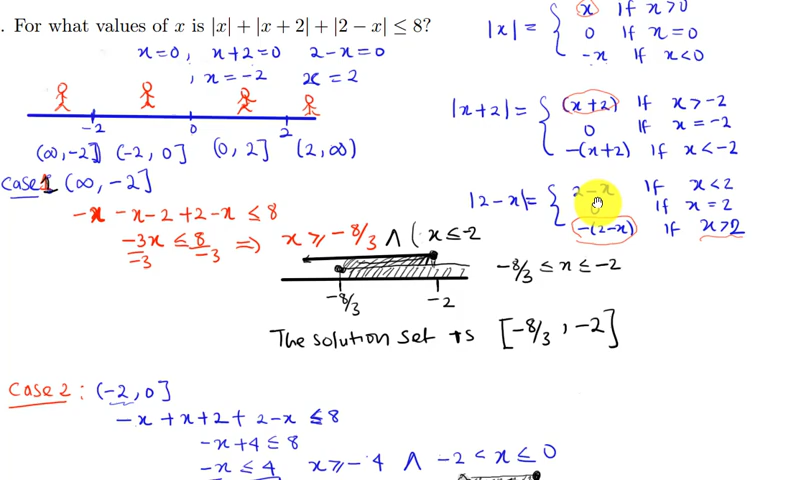 . For what values of x is |x| + |x + 2| + |2 − x| ≤ 8?
x=0, x+2=0 2-x=0
, x=-2 x=2
-2 0 2
(∞,-2] (-2, 0] (0, 2] (2, ∞)
|x| = { x If x>0
0 If x=0
-x If x<0
|x+2| = { (x+2) If x>-2
0 If x=-2
-(x+2) If x<-2
|2-x| = { 2-x If x<2
0 If x=2
-(2-x) If x>2
Case 1 (∞,-2]
-x -x-2+2-x ≤8
-3x ≤ 8 => x ≥ -8/3 ∧ ( x ≤ -2
-3 -3
-8/3 -2
-8/3 ≤ x ≤ -2
The solution set is [-8/3, -2]
Case 2 : (-2, 0]
-x + x+2 + 2-x ≤8
-x+4 ≤ 8
-x ≤ 4 x ≥ -4 ∧ -2 < x ≤ 0